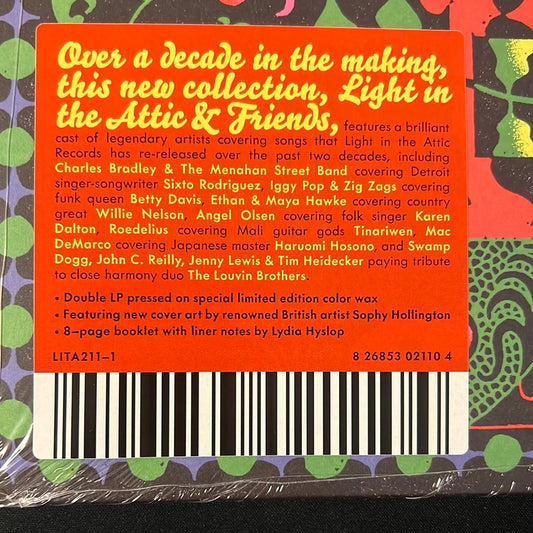 Over a decade in the making,
this new collection, Light in
the Attic & Friends, features a brilliant
cast of legendary artists covering songs that Light in the Attic
Records has re-released over the past two decades, including
Charles Bradley & The Menahan Street Band covering Detroit
singer-songwriter Sixto Rodriguez, Iggy Pop & Zig Zags covering
funk queen Betty Davis, Ethan & Maya Hawke covering country
great Willie Nelson, Angel Olsen covering folk singer Karen
Dalton, Roedelius covering Mali guitar gods Tinariwen, Mac
DeMarco covering Japanese master Haruomi Hosono, and Swamp
Dogg, John C. Reilly, Jenny Lewis & Tim Heidecker paying tribute
to close harmony duo The Louvin Brothers.
• Double LP pressed on special limited edition color wax
• Featuring new cover art by renowned British artist Sophy Hollington
• 8–page booklet with liner notes by Lydia Hyslop
LITA211–1 8 26853 02110 4